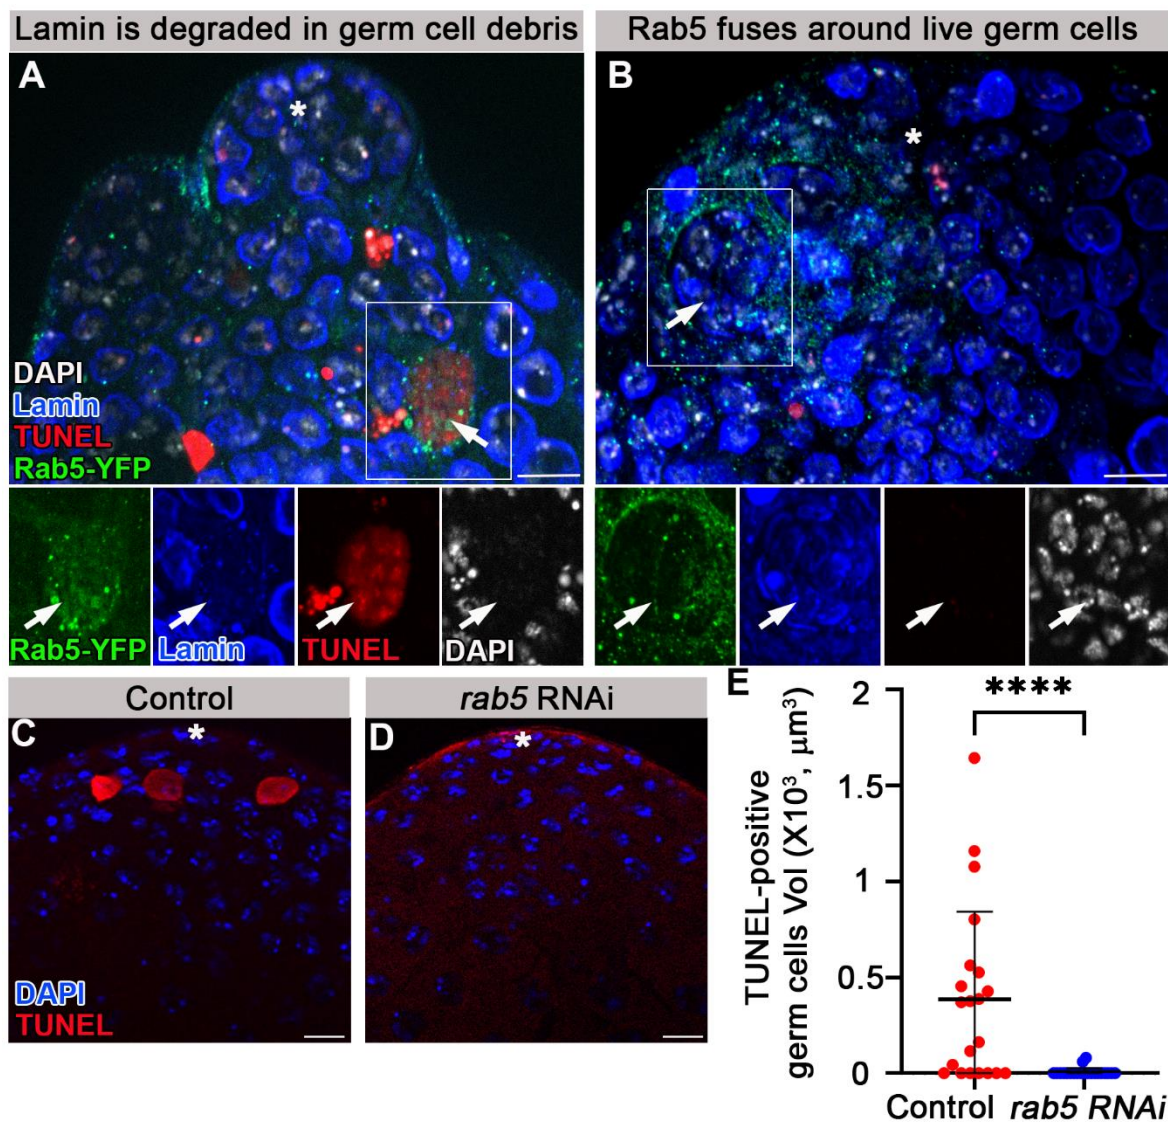 Lamin is degraded in germ cell debris
Rab5 fuses around live germ cells
A
*
DAPI
Lamin
TUNEL
Rab5-YFP
B
*
Rab5-YFP
Lamin
TUNEL
DAPI
Control
rab5 RNAi
C
*
DAPI
TUNEL
D
*
E
****
TUNEL-positive
germ cells Vol (X10³, µm³)
2
1.5
1
0.5
0
Control
rab5 RNAi